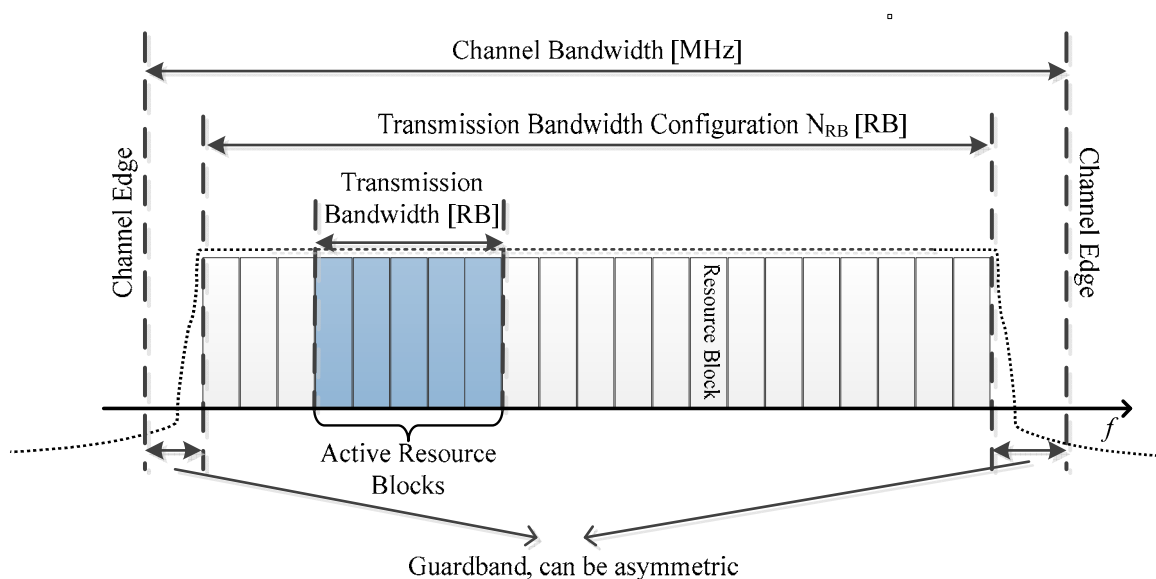 Channel Bandwidth [MHz]
Transmission Bandwidth Configuration NRB [RB]
Transmission
Bandwidth [RB]
Channel Edge
Channel Edge
Resource Block
f
Active Resource
Blocks
Guardband, can be asymmetric